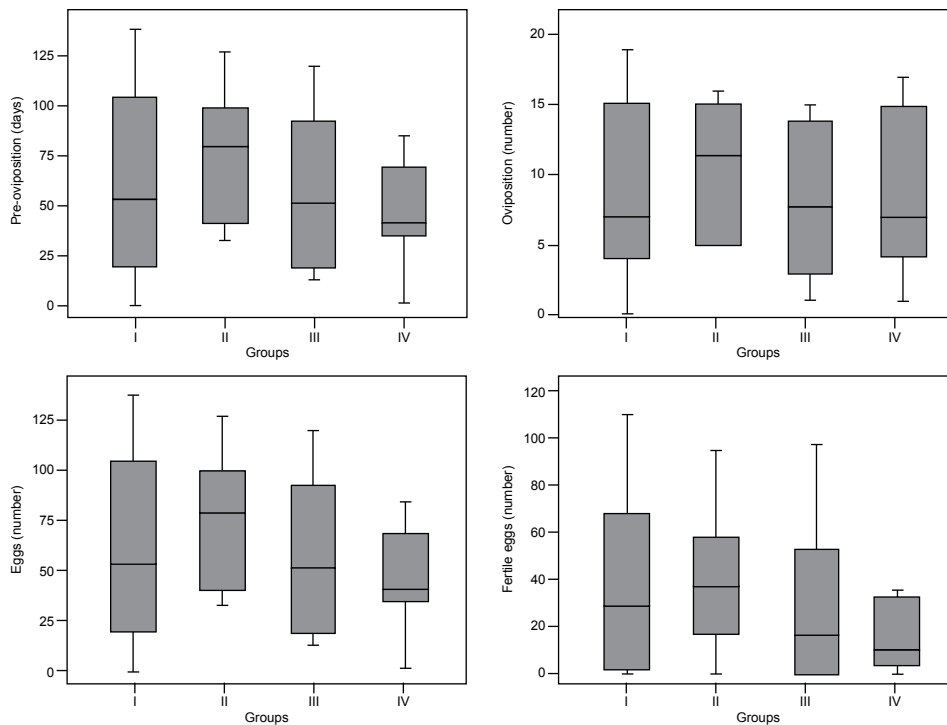 Pre-oviposition (days)
125
100
75
50
25
0
I II III IV
Groups
Oviposition (number)
20
15
10
5
0
I II III IV
Groups
Eggs (number)
125
100
75
50
25
0
I II III IV
Groups
Fertile eggs (number)
120
100
80
60
40
20
0
I II III IV
Groups